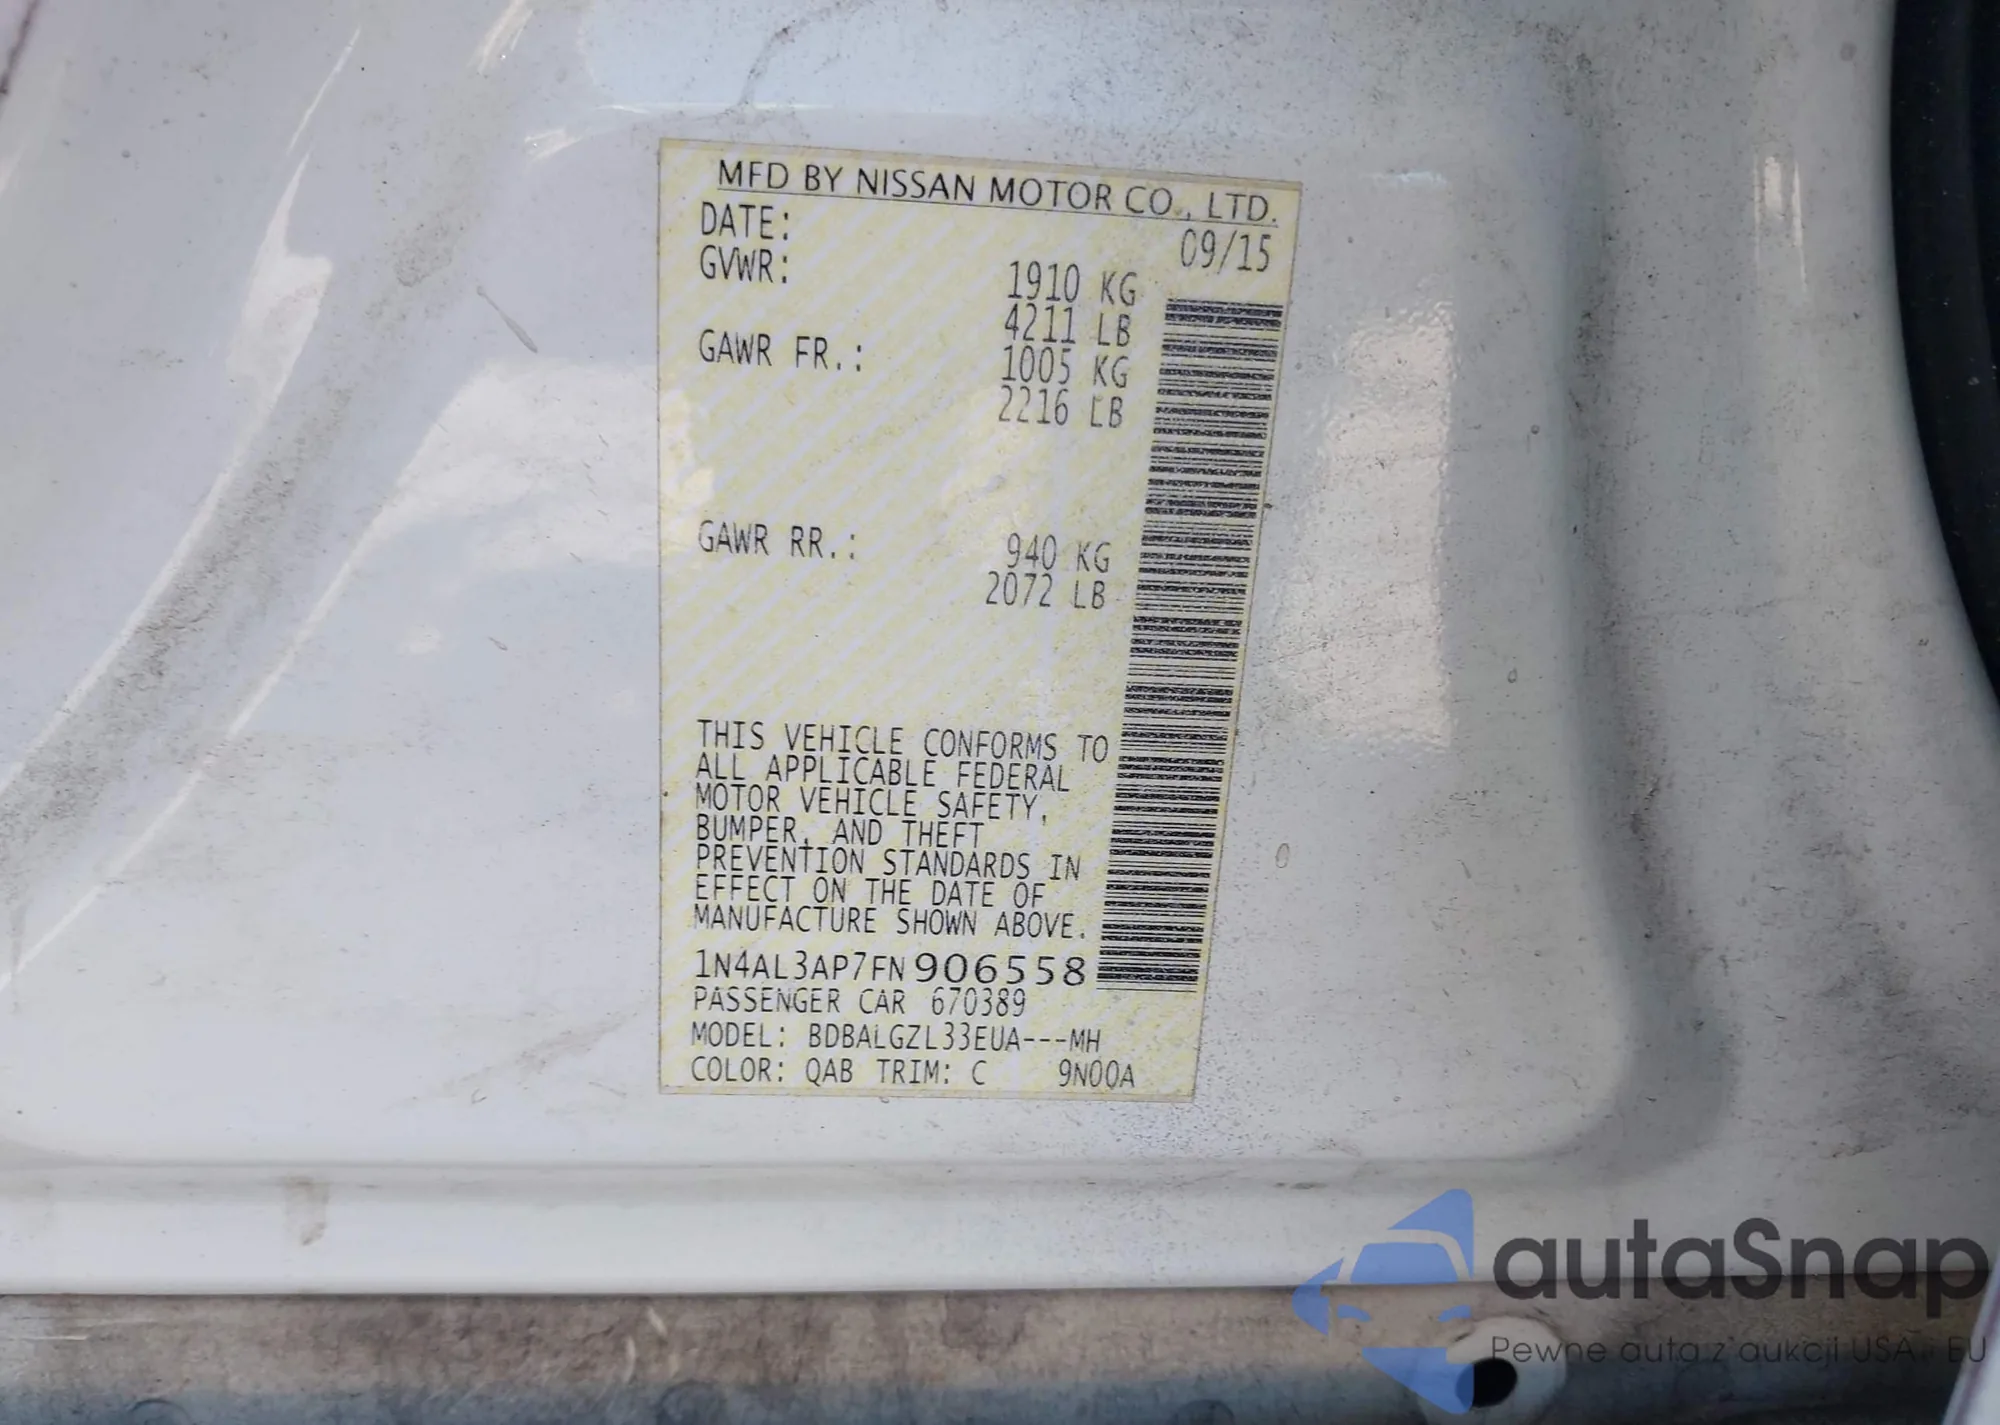 MFD BY NISSAN MOTOR CO., LTD.
DATE: 09/15
GVWR: 1910 KG
4211 LB
GAWR FR.: 1005 KG
2216 LB
GAWR RR.: 940 KG
2072 LB
THIS VEHICLE CONFORMS TO
ALL APPLICABLE FEDERAL
MOTOR VEHICLE SAFETY,
BUMPER, AND THEFT
PREVENTION STANDARDS IN
EFFECT ON THE DATE OF
MANUFACTURE SHOWN ABOVE.
1N4AL3AP7FN906558
PASSENGER CAR 670389
MODEL: BDBALGZL33EUA---MH
COLOR: QAB TRIM: C 9N00A
autaSnap
Pewne auta z aukcji USA i EU